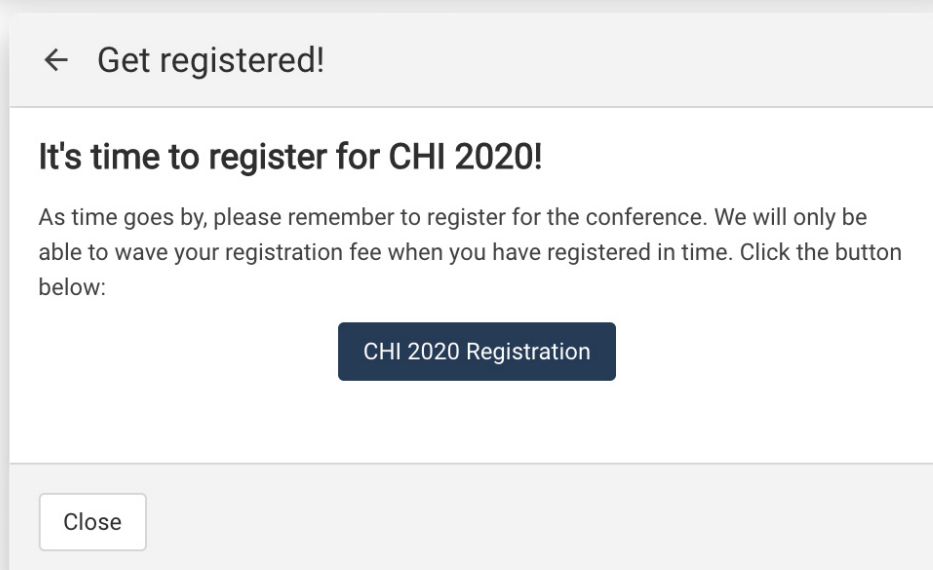 Get registered!
It's time to register for CHI 2020!
As time goes by, please remember to register for the conference. We will only be
able to wave your registration fee when you have registered in time. Click the button
below:
CHI 2020 Registration
Close